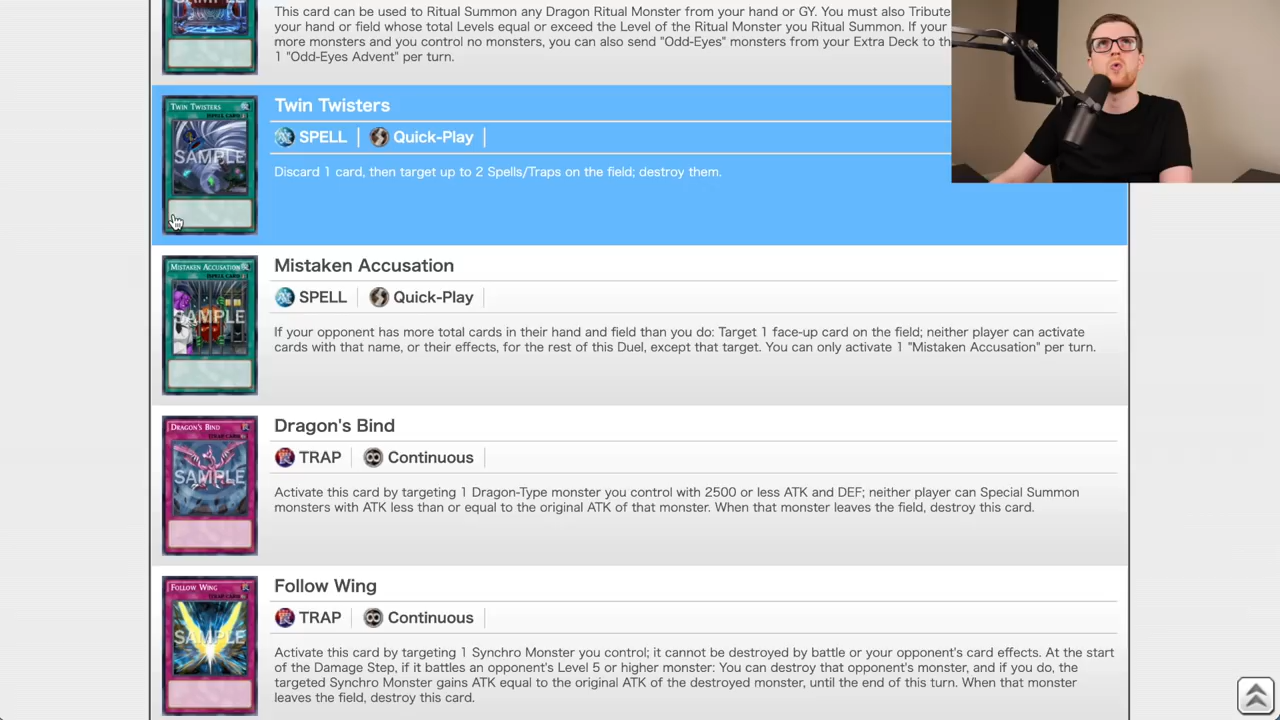 This card can be used to Ritual Summon any Dragon Ritual Monster from your hand or GY. You must also
your hand or field whose total Levels equal or exceed the Level of the Ritual Monster you Ritual Summon. If your
more monsters and you control no monsters, you can also send "Odd-Eyes" monsters from your Extra Deck to
1 "Odd-Eyes Advent" per turn.
TWIN TWISTERS
SPELL CARD
SAMPLE
Twin Twisters
SPELL
Quick-Play
Discard 1 card, then target up to 2 Spells/Traps on the field; destroy them.
MISTAKEN ACCUSATION
SPELL CARD
SAMPLE
Mistaken Accusation
SPELL
Quick-Play
If your opponent has more total cards in their hand and field than you do: Target 1 face-up card on the field; neither player can activate
cards with that name, or their effects, for the rest of this Duel, except that target. You can only activate 1 "Mistaken Accusation" per turn.
DRAGON'S BIND
TRAP CARD
SAMPLE
Dragon's Bind
TRAP
Continuous
Activate this card by targeting 1 Dragon-Type monster you control with 2500 or less ATK and DEF; neither player can Special Summon
monsters with ATK less than or equal to the original ATK of that monster. When that monster leaves the field, destroy this card.
FOLLOW WING
TRAP CARD
SAMPLE
Follow Wing
TRAP
Continuous
Activate this card by targeting 1 Synchro Monster you control; it cannot be destroyed by battle or your opponent's card effects. At the start
of the Damage Step, if it battles an opponent's Level 5 or higher monster: You can destroy that opponent's monster, and if you do, the
targeted Synchro Monster gains ATK equal to the original ATK of the destroyed monster, until the end of this turn. When that monster
leaves the field, destroy this card.